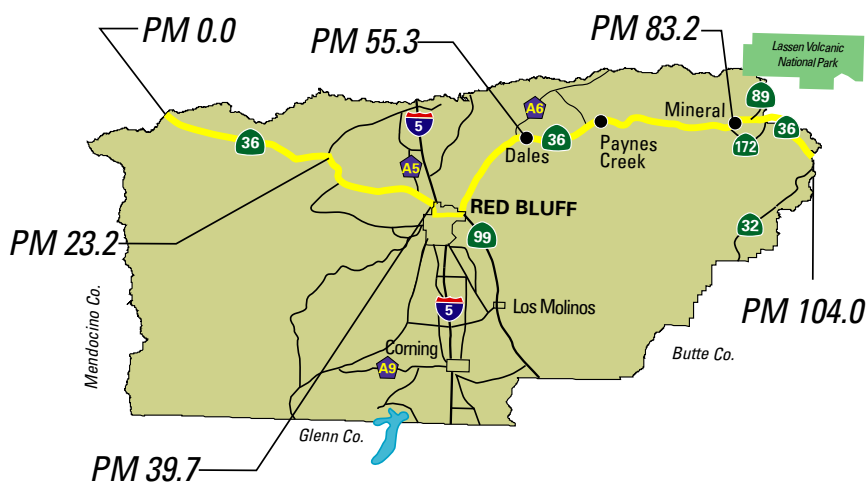 PM 0.0
PM 55.3
PM 83.2
Lassen Volcanic
National Park
89
A6
Mineral
5
36
36
36
172
Paynes
Creek
Dales
A5
RED BLUFF
PM 23.2
99
32
PM 104.0
5
Los Molinos
Mendocino Co.
Corning
Butte Co.
A9
Glenn Co.
PM 39.7